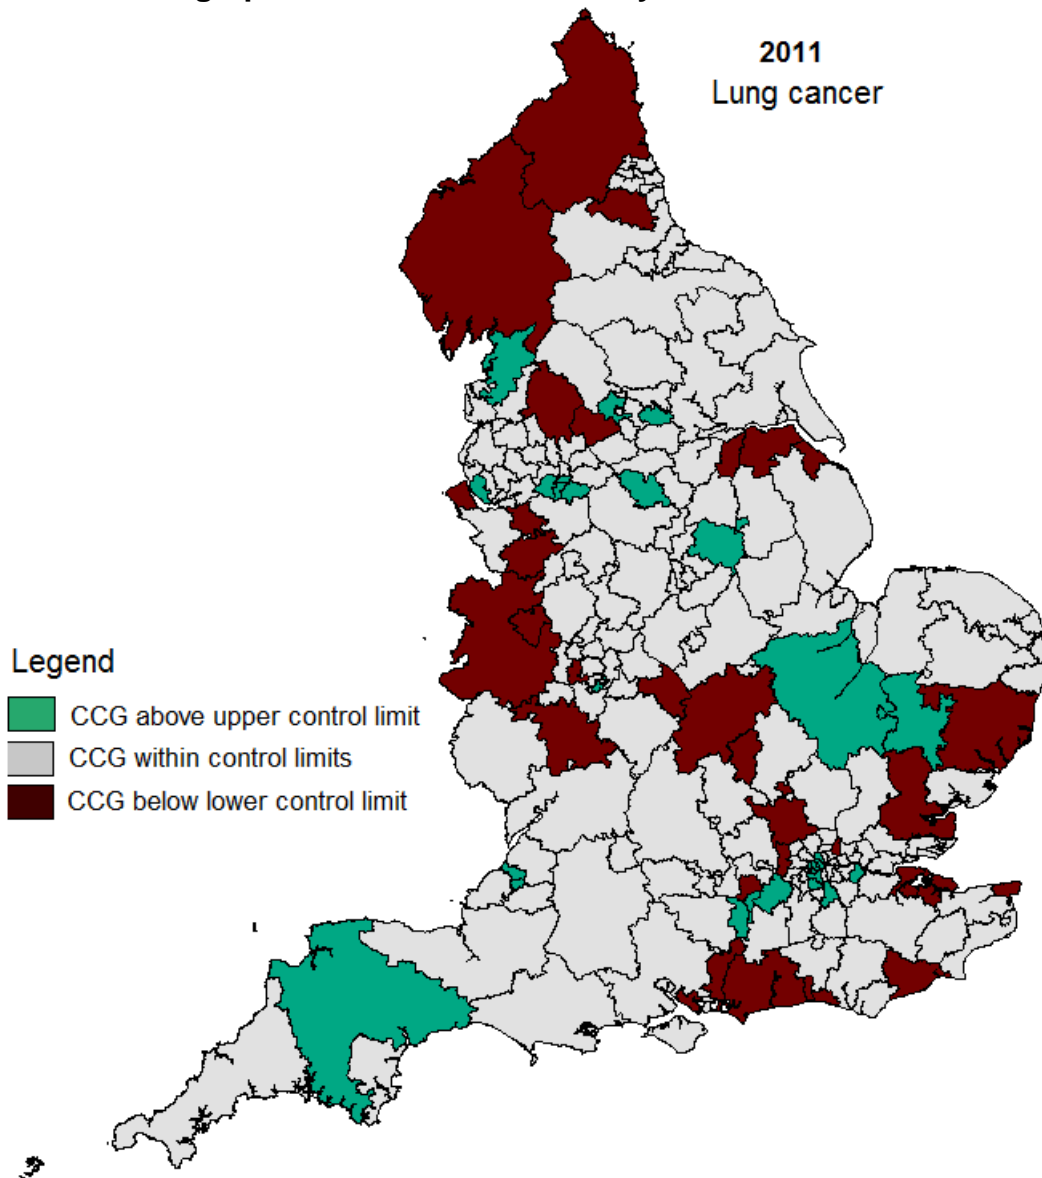 2011
Lung cancer
Legend
CCG above upper control limit
CCG within control limits
CCG below lower control limit